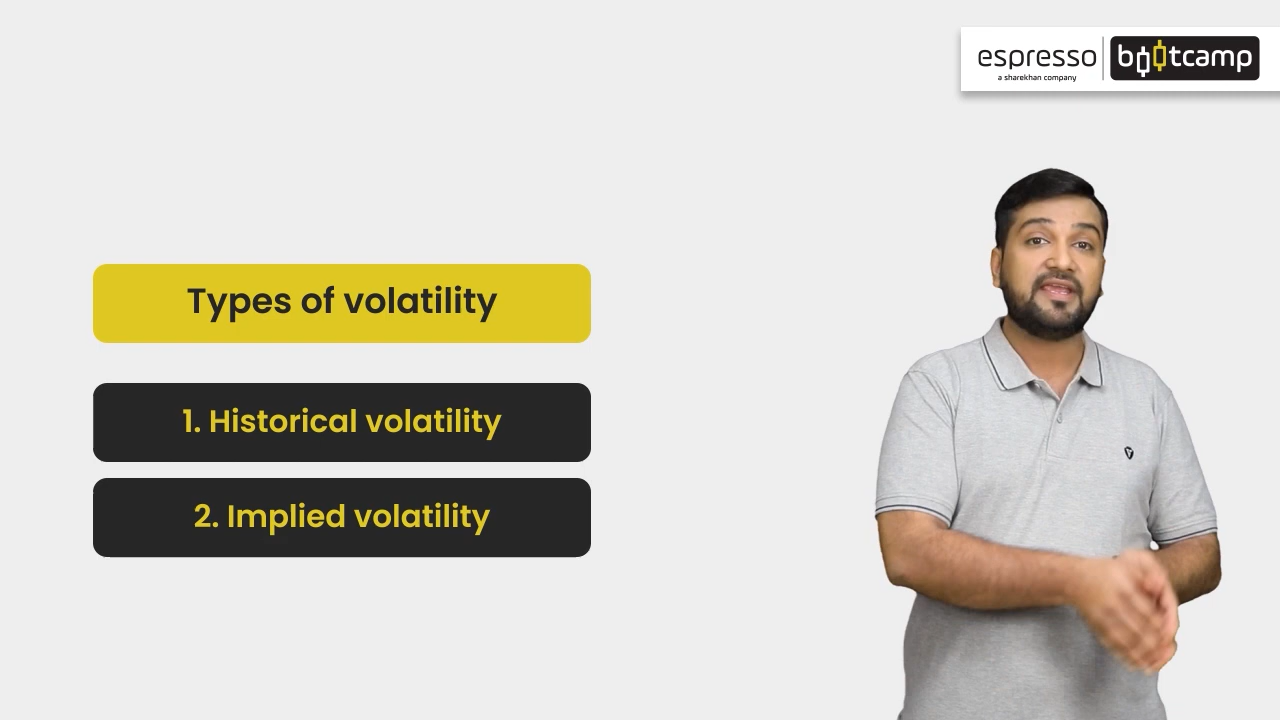 espresso
a sharekhan company
bootcamp
Types of volatility
1. Historical volatility
2. Implied volatility